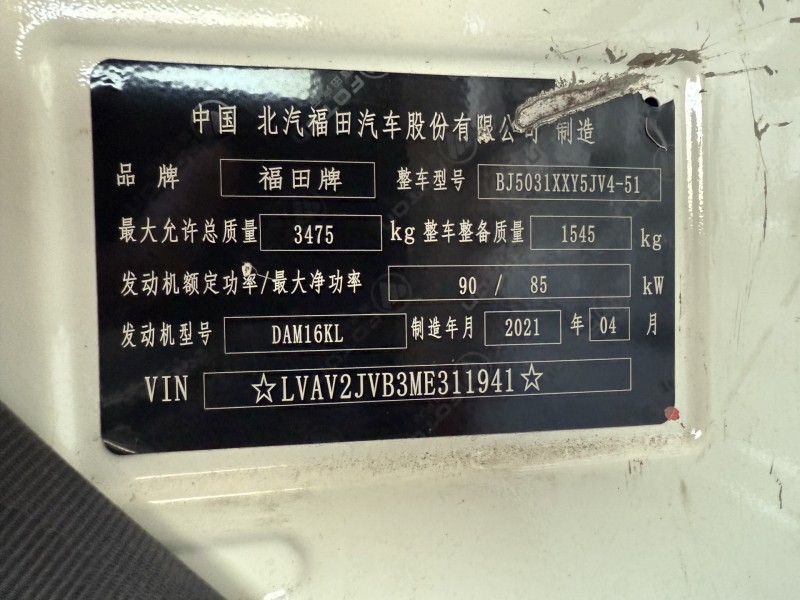 中国 北汽福田汽车股份有限公司 制造
品牌 福田牌 整车型号 BJ5031XXY5JV4-51
最大允许总质量 3475 kg 整车整备质量 1545 kg
发动机额定功率/最大净功率 90 / 85 kW
发动机型号 DAM16KL 制造年月 2021 年 04 月
VIN ☆LVAV2JVB3ME311941☆